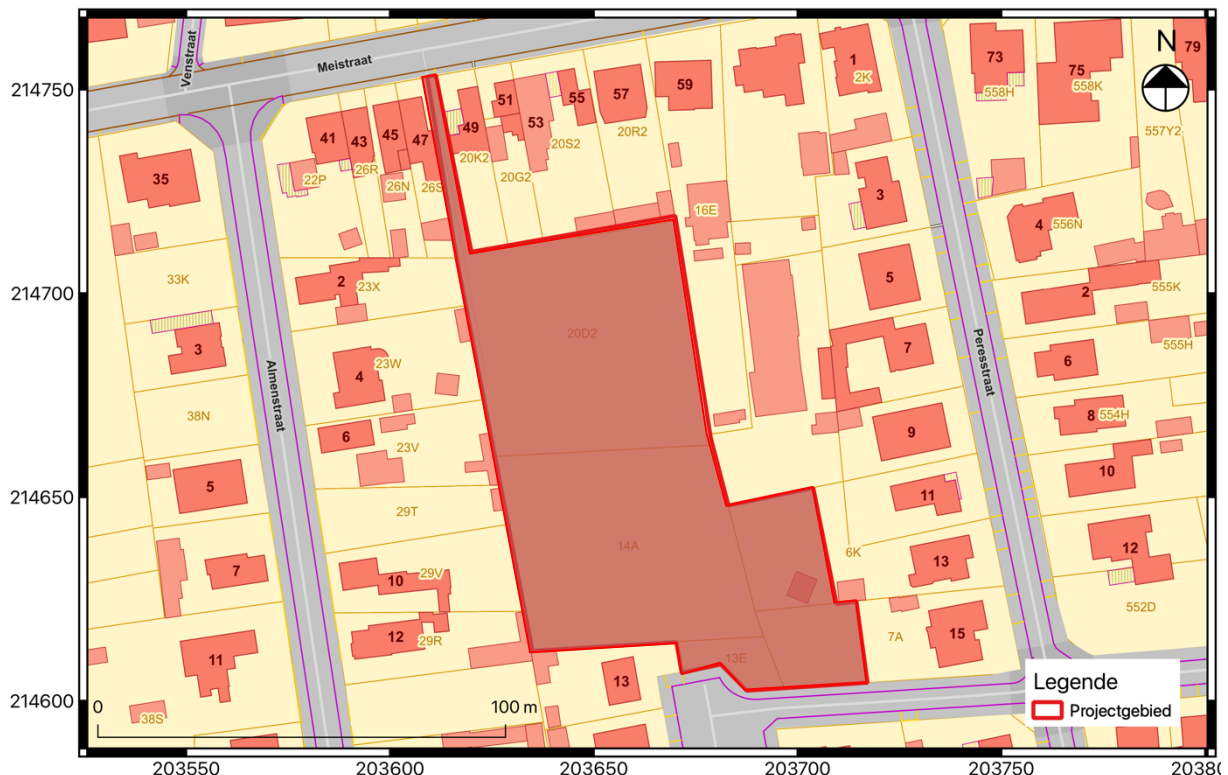 N
Venstraat
Meistraat
214750
214700
214650
214600
1
2K
73
558H
75
558K
79
557Y2
59
57
20R2
55
20S2
51
53
20G2
49
20K2
47
26S
45
26N
43
26R
41
22P
35
16E
3
4
556N
33K
2
23X
5
2
555K
20D2
3
7
555H
4
23W
6
Almenstraat
Peresstraat
38N
6
23V
9
8
554H
5
10
29T
11
14A
6K
13
12
7
10
29V
552D
12
29R
7A
15
11
13E
13
38S
0
100 m
Legende
Projectgebied
203550
203600
203650
203700
203750
20380